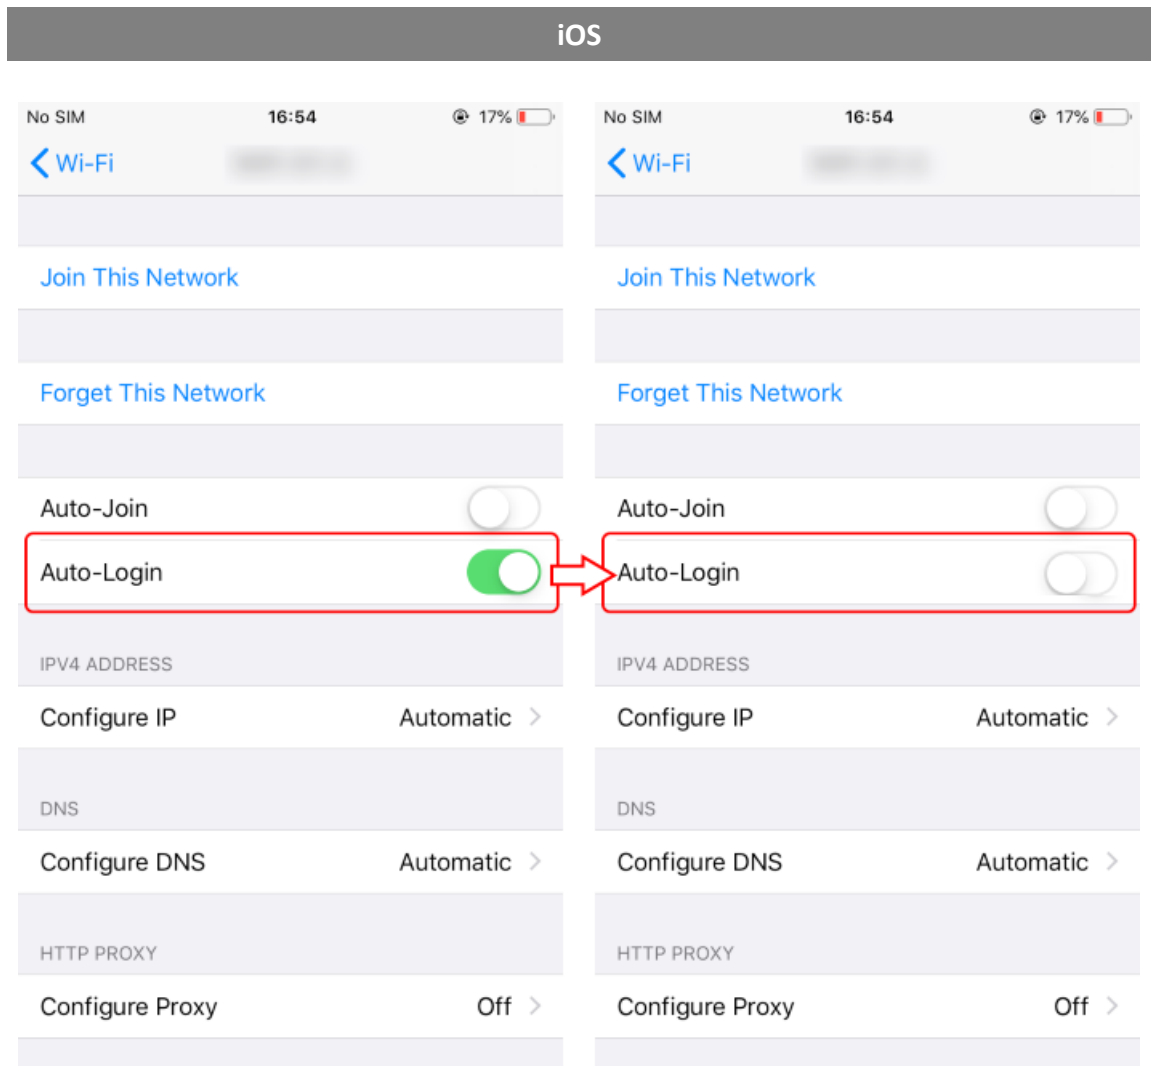 iOS
No SIM 16:54 17%
Wi-Fi
Join This Network
Forget This Network
Auto-Join
Auto-Login
IPV4 ADDRESS
Configure IP Automatic
DNS
Configure DNS Automatic
HTTP PROXY
Configure Proxy Off
No SIM 16:54 17%
Wi-Fi
Join This Network
Forget This Network
Auto-Join
Auto-Login
IPV4 ADDRESS
Configure IP Automatic
DNS
Configure DNS Automatic
HTTP PROXY
Configure Proxy Off